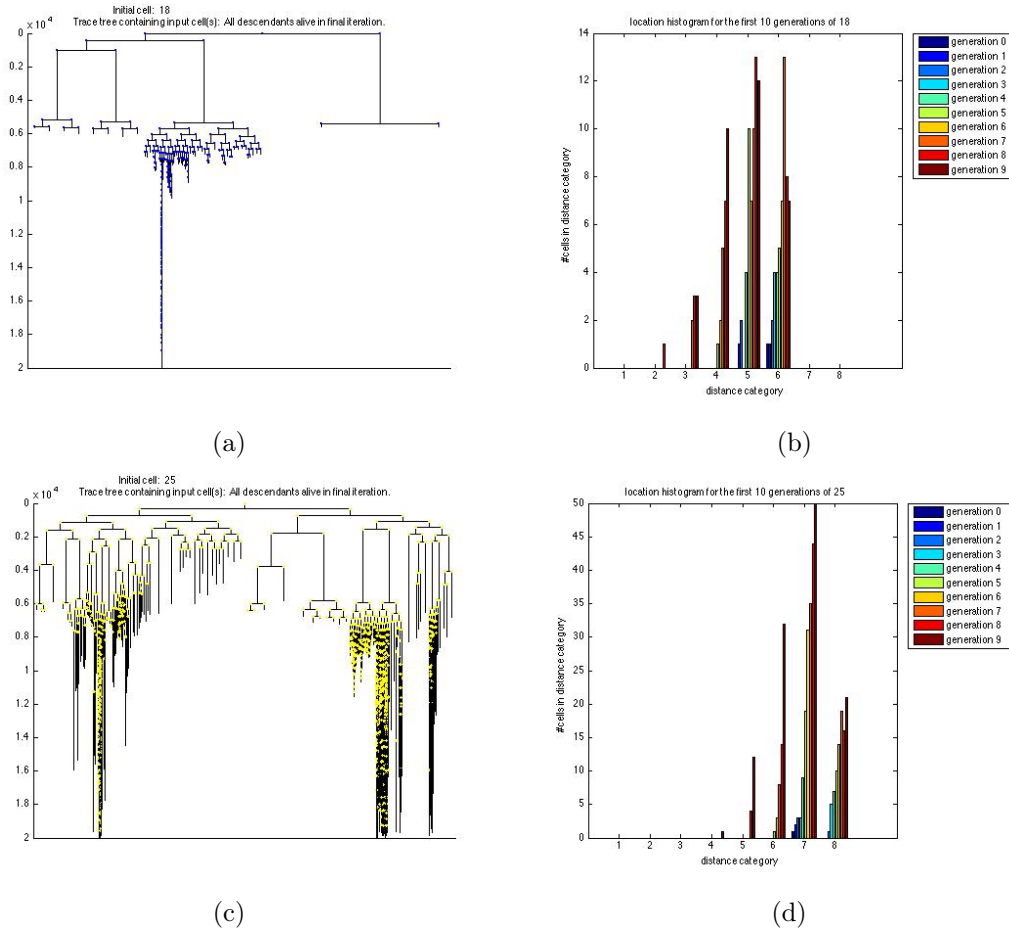 Initial cell: 18
Trace tree containing input cell(s): All descendants alive in final iteration.
x 10^4
0
0.2
0.4
0.6
0.8
1
1.2
1.4
1.6
1.8
2
(a)
location histogram for the first 10 generations of 18
#cells in distance category
14
12
10
8
6
4
2
0
1 2 3 4 5 6 7 8
distance category
generation 0
generation 1
generation 2
generation 3
generation 4
generation 5
generation 6
generation 7
generation 8
generation 9
(b)
Initial cell: 25
Trace tree containing input cell(s): All descendants alive in final iteration.
x 10^4
0
0.2
0.4
0.6
0.8
1
1.2
1.4
1.6
1.8
2
(c)
location histogram for the first 10 generations of 25
#cells in distance category
50
45
40
35
30
25
20
15
10
5
0
1 2 3 4 5 6 7 8
distance category
generation 0
generation 1
generation 2
generation 3
generation 4
generation 5
generation 6
generation 7
generation 8
generation 9
(d)